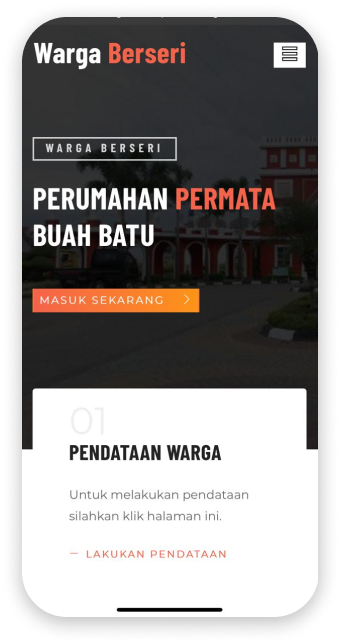 Warga Berseri
WARGA BERSERI
PERUMAHAN PERMATA
BUAH BATU
MASUK SEKARANG
01
PENDATAAN WARGA
Untuk melakukan pendataan
silahkan klik halaman ini.
LAKUKAN PENDATAAN